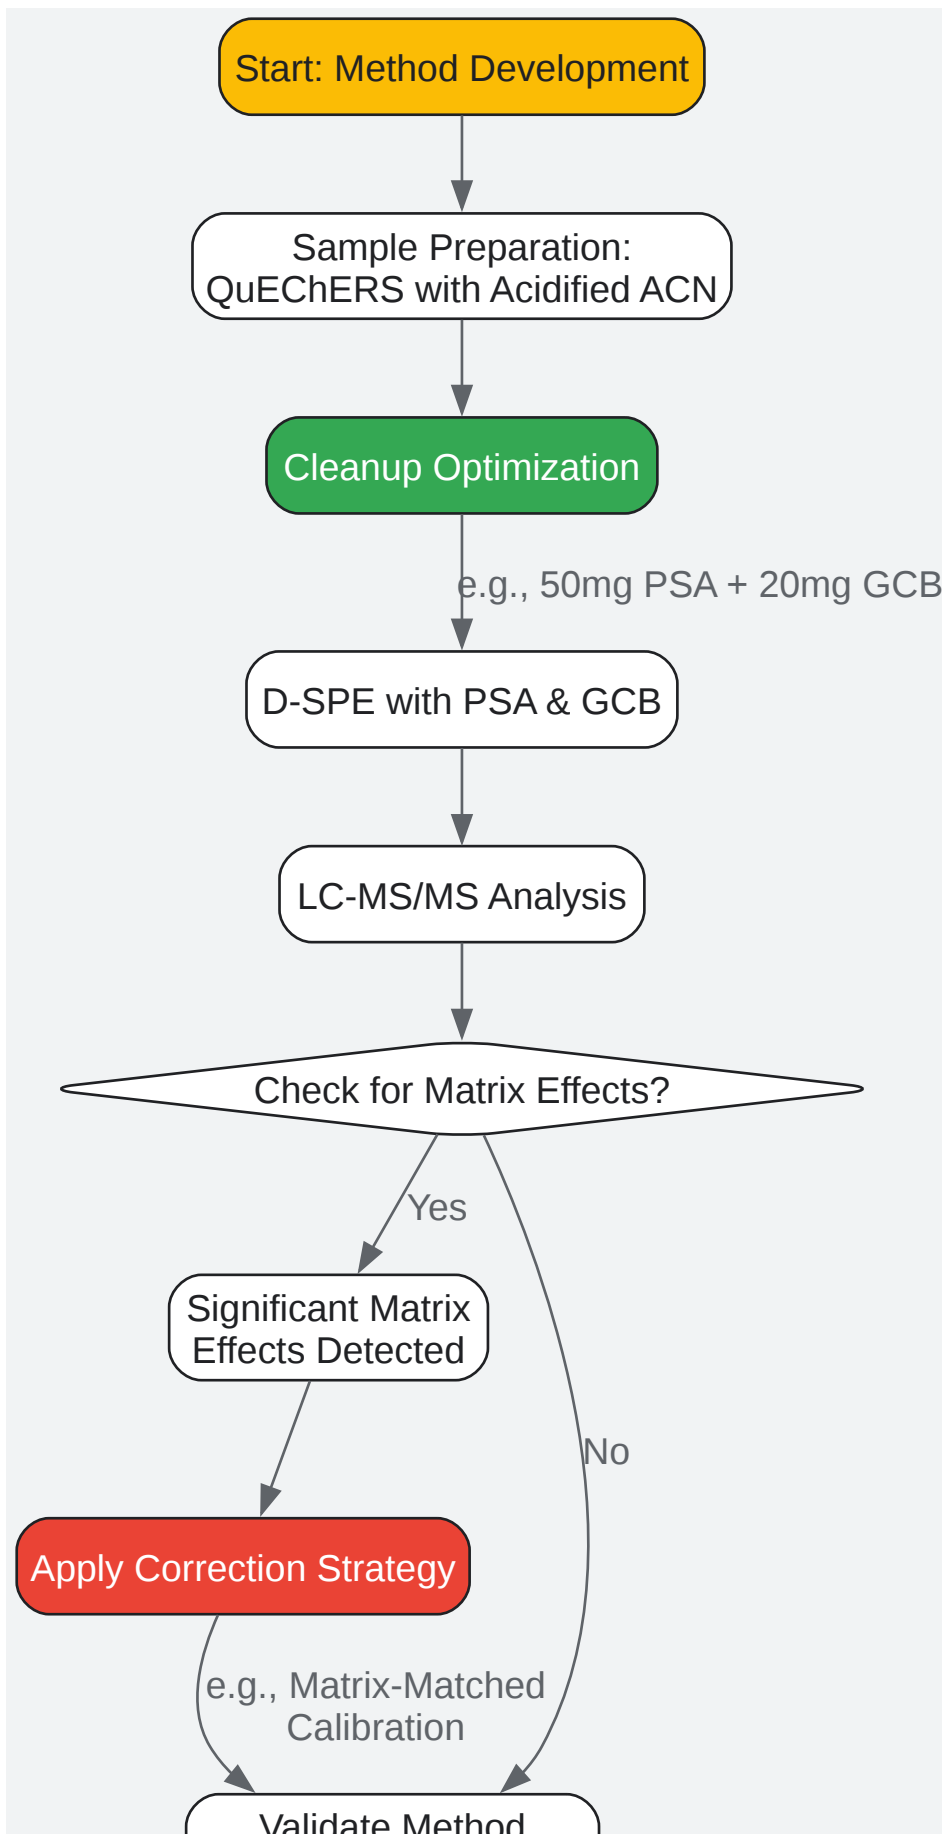 Start: Method Development
Sample Preparation:
QuEChERS with Acidified ACN
Cleanup Optimization
e.g., 50mg PSA + 20mg GCB
D-SPE with PSA & GCB
LC-MS/MS Analysis
Check for Matrix Effects?
Yes
Significant Matrix
Effects Detected
No
Apply Correction Strategy
e.g., Matrix-Matched
Calibration
Validate Method